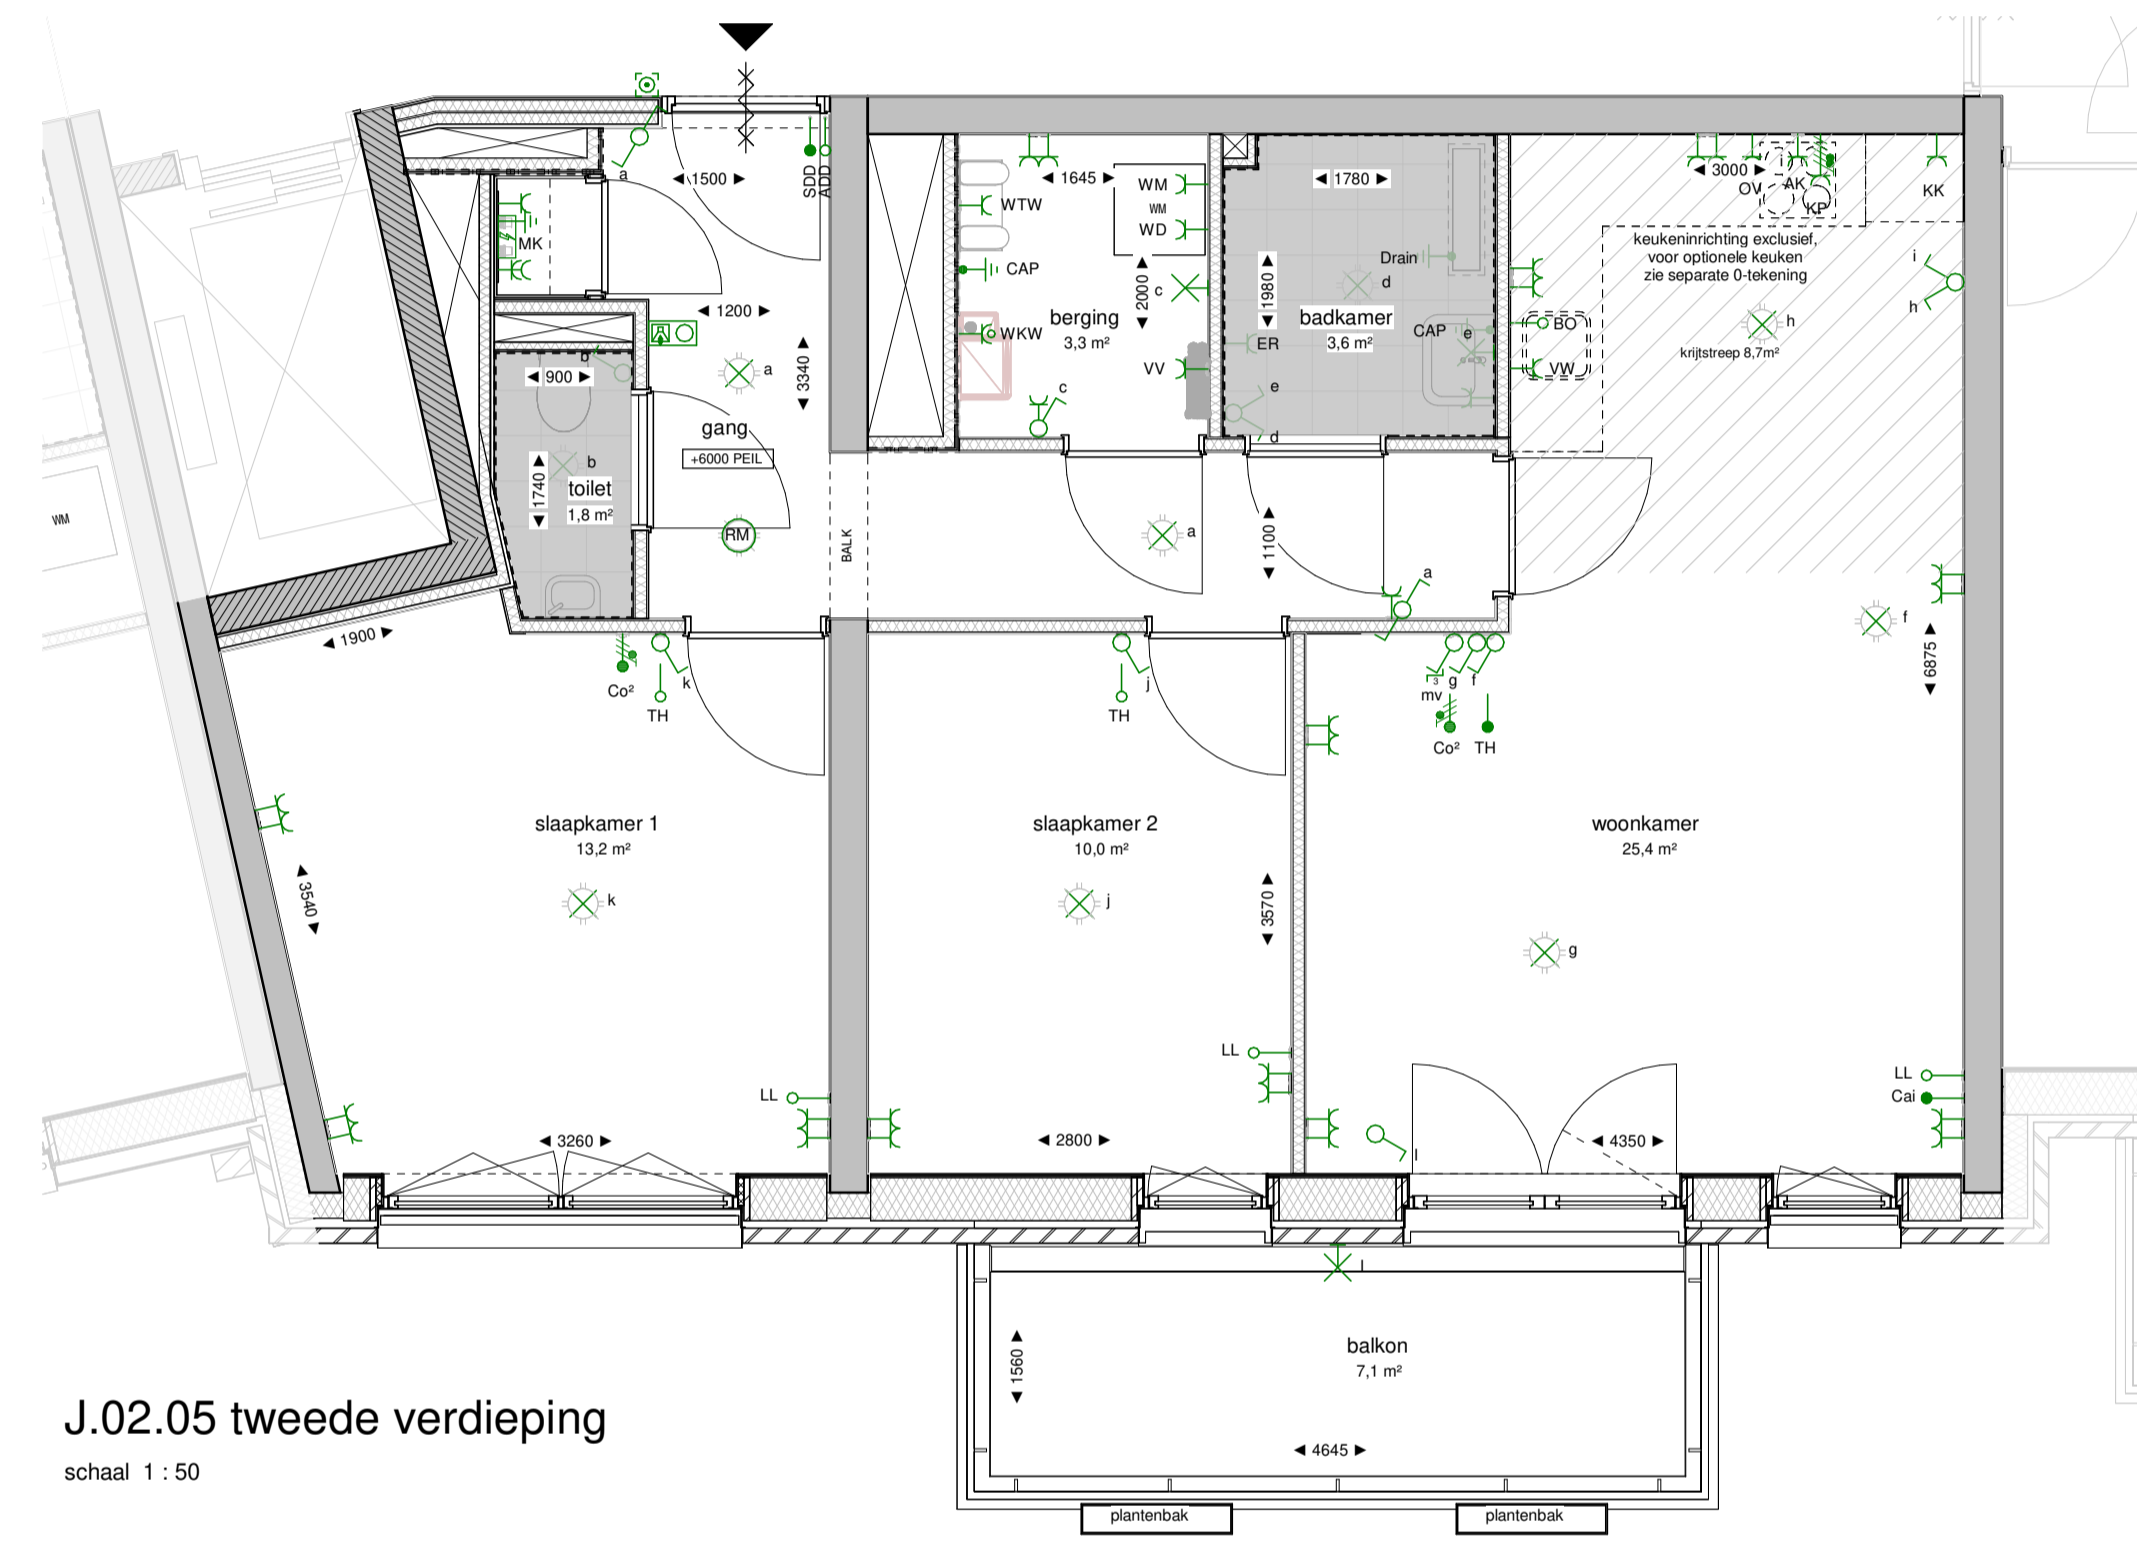 a
1500
SDD
ADD
1645
WM
WM
WD
WTW
CAP
WKW
MK
1200
1780
Drain
d
1980
2000
c
berging
3,3 m²
badkamer
3,6 m²
CAP
e
ER
VV
c
e
d
3000
OV
AK
KP
KK
keukeninrichting exclusief,
voor optionele keuken
zie separate 0-tekening
i
h
h
krijtstreep 8,7m²
BO
VW
b
900
a
3340
gang
+6000 PEIL
b
toilet
1,8 m²
1740
RM
BALK
a
1100
a
WM
1900
Co²
k
TH
j
TH
3
mv
g
f
Co²
TH
f
6875
slaapkamer 1
13,2 m²
slaapkamer 2
10,0 m²
woonkamer
25,4 m²
3540
k
j
3570
g
LL
LL
LL
Cai
3260
2800
4350
l
l
balkon
7,1 m²
1560
4645
plantenbak
plantenbak
J.02.05 tweede verdieping
schaal 1 : 50